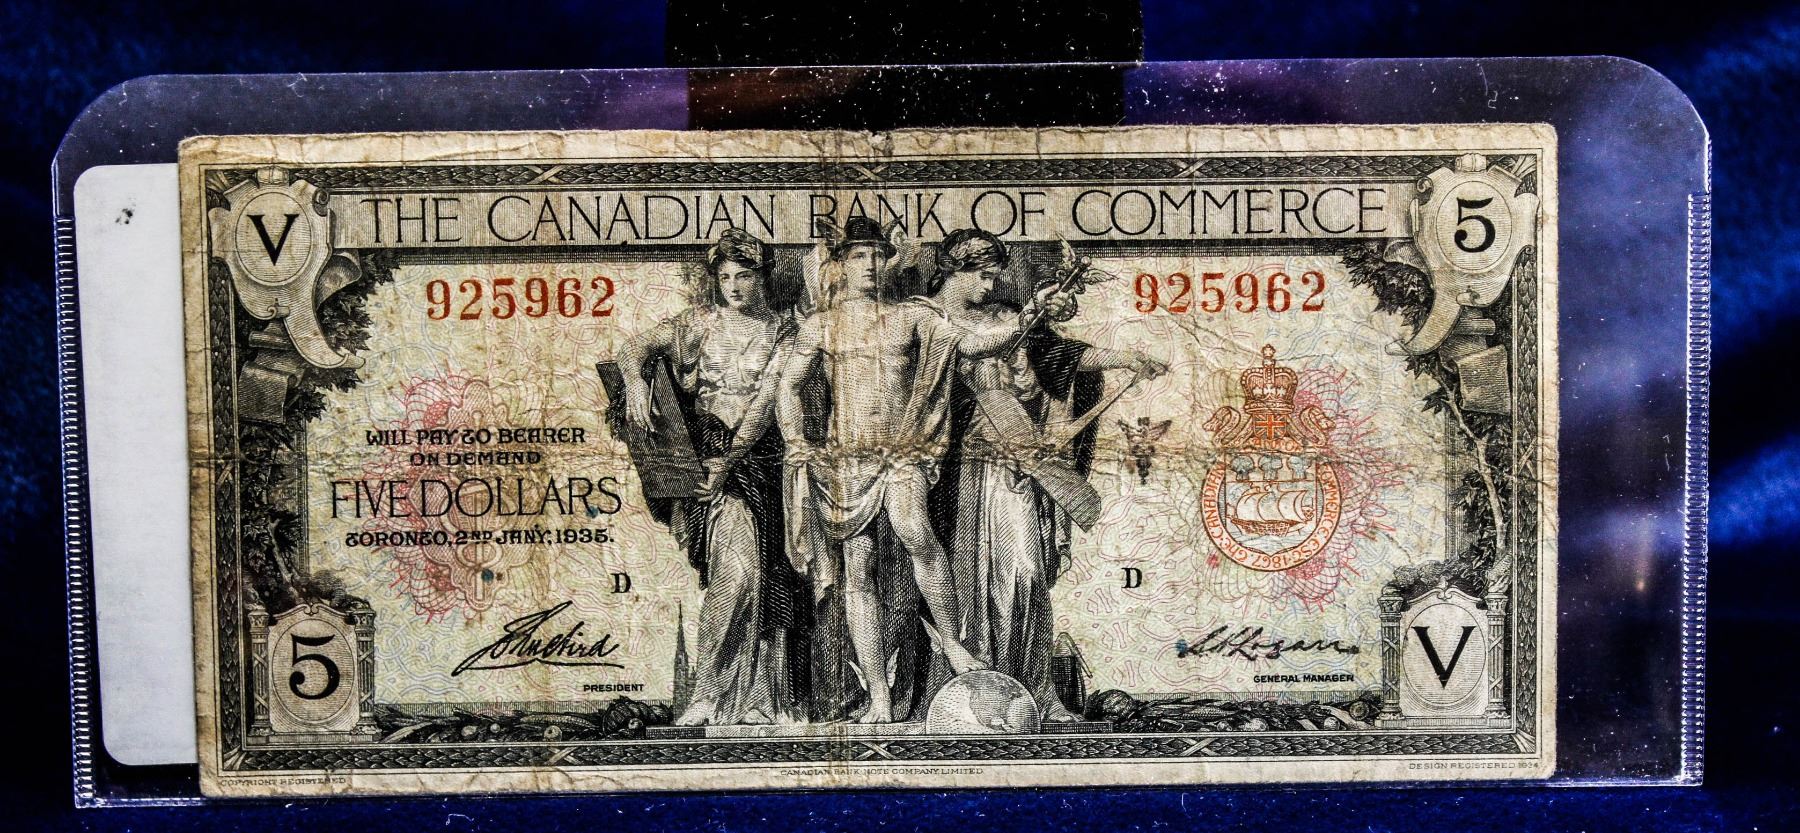 V THE CANADIAN BANK OF COMMERCE 5
925962 925962
WILL PAY TO BEARER
ON DEMAND
FIVE DOLLARS
TORONTO, 2ND JANY; 1935.
D D
5 V
PRESIDENT GENERAL MANAGER
COPYRIGHT REGISTERED CANADIAN BANK NOTE COMPANY, LIMITED DESIGN REGISTERED 1934